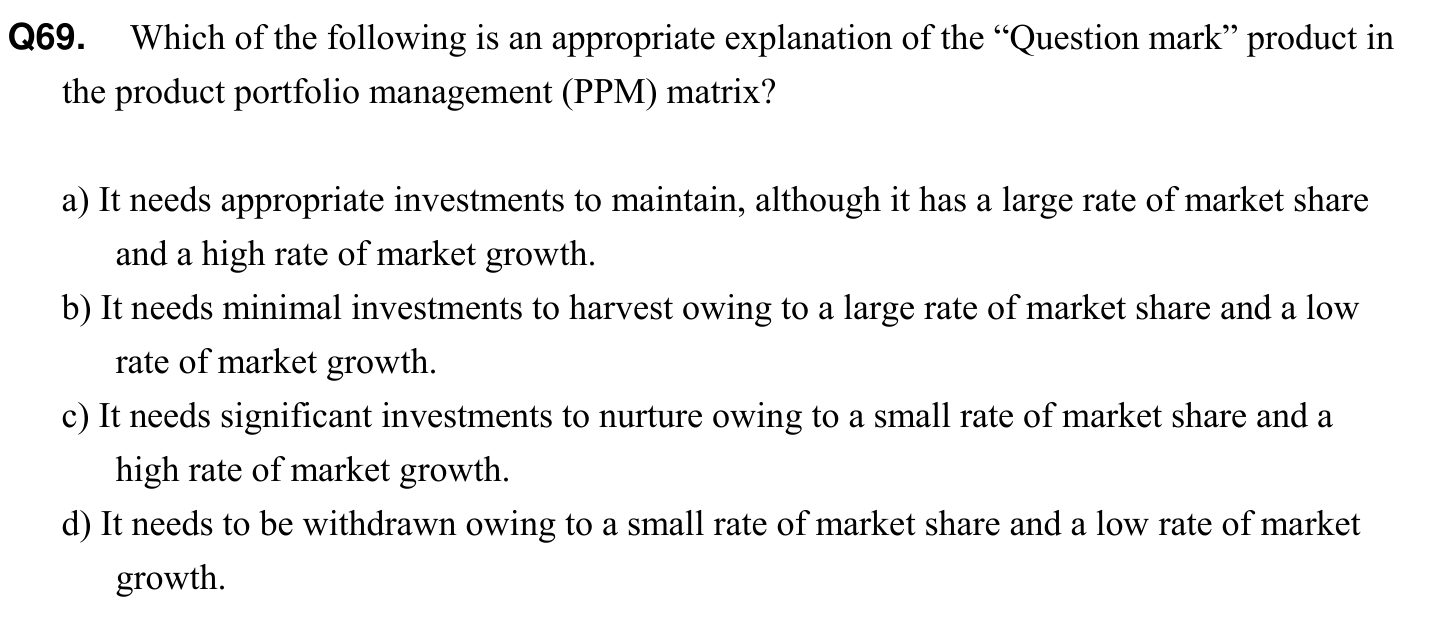 Q69. Which of the following is an appropriate explanation of the “Question mark” product in
the product portfolio management (PPM) matrix?
a) It needs appropriate investments to maintain, although it has a large rate of market share
and a high rate of market growth.
b) It needs minimal investments to harvest owing to a large rate of market share and a low
rate of market growth.
c) It needs significant investments to nurture owing to a small rate of market share and a
high rate of market growth.
d) It needs to be withdrawn owing to a small rate of market share and a low rate of market
growth.